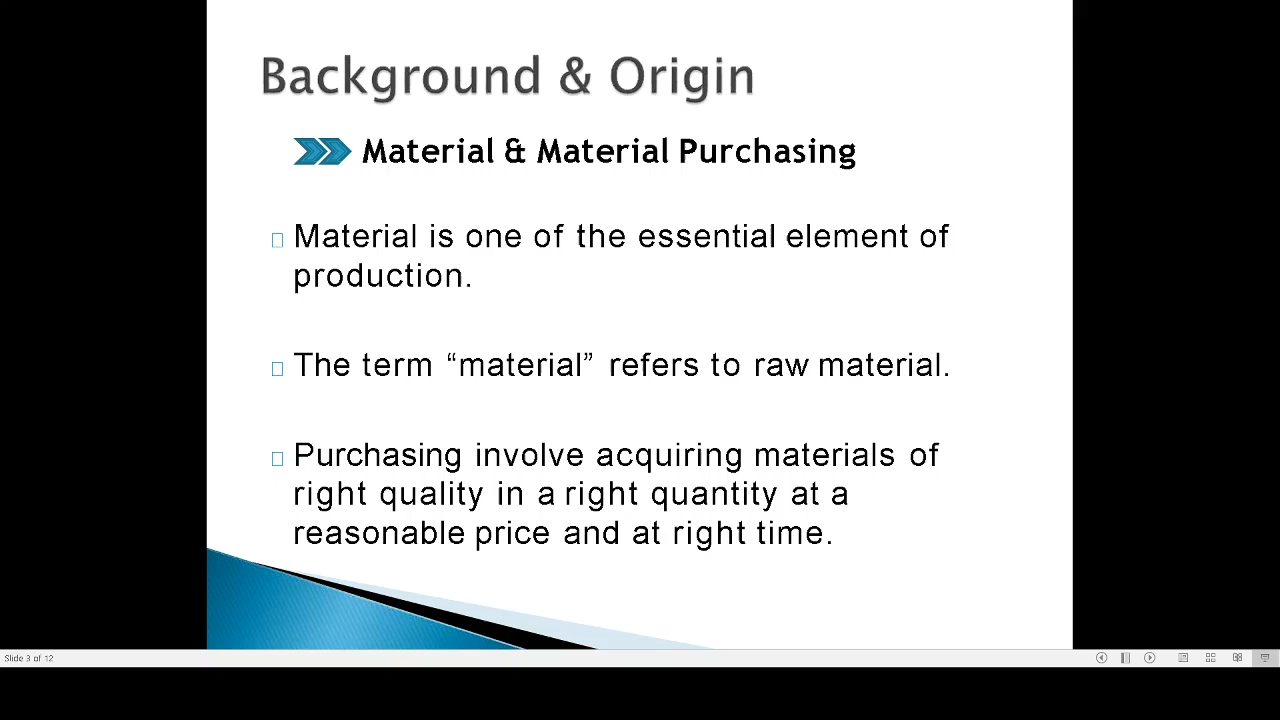 Background & Origin
Material & Material Purchasing
Material is one of the essential element of
production.
The term “material” refers to raw material.
Purchasing involve acquiring materials of
right quality in a right quantity at a
reasonable price and at right time.
Slide 3 of 12